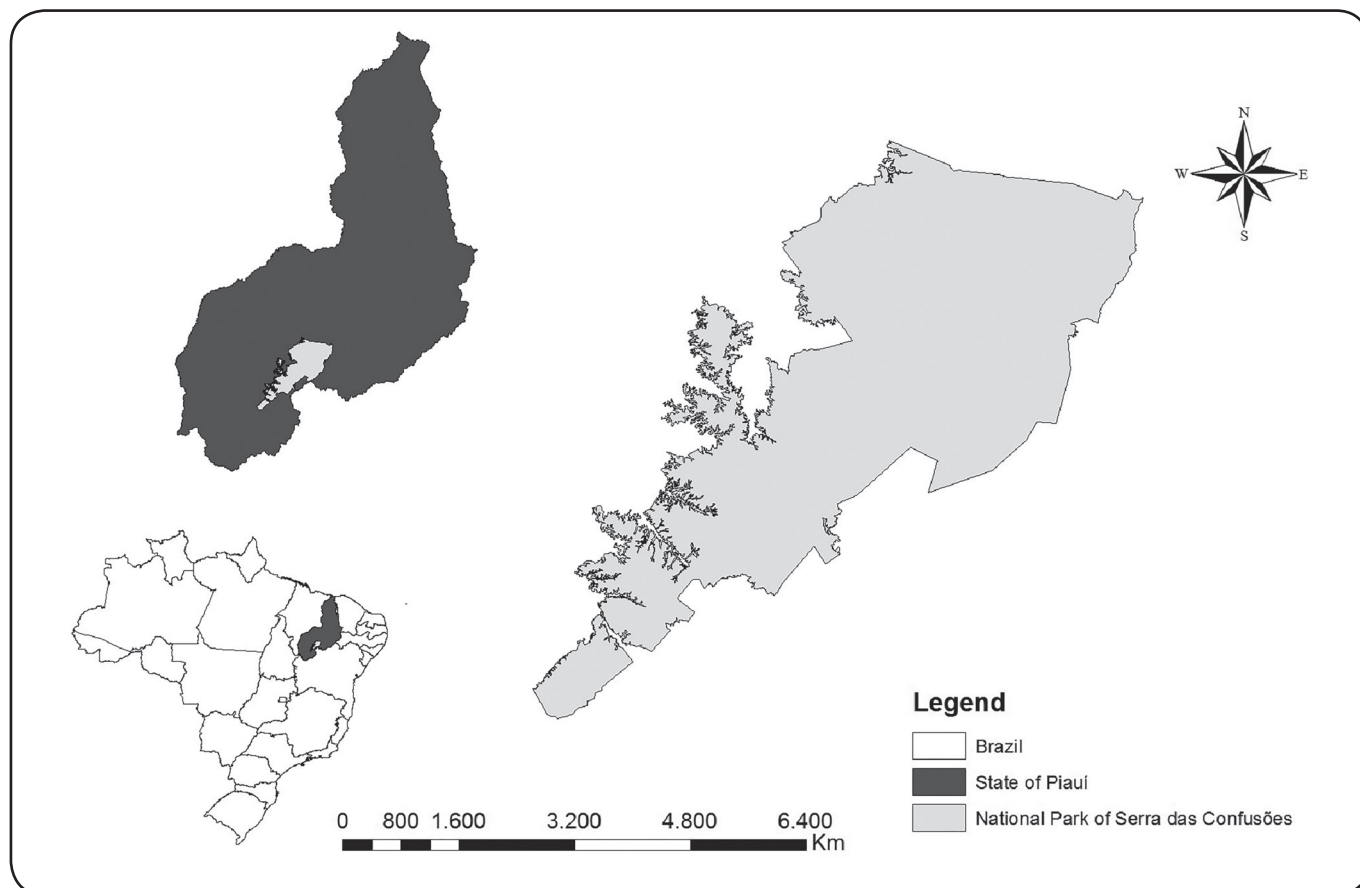 N
W E
S
Legend
Brazil
State of Piauí
National Park of Serra das Confusões
0 800 1.600 3.200 4.800 6.400
Km